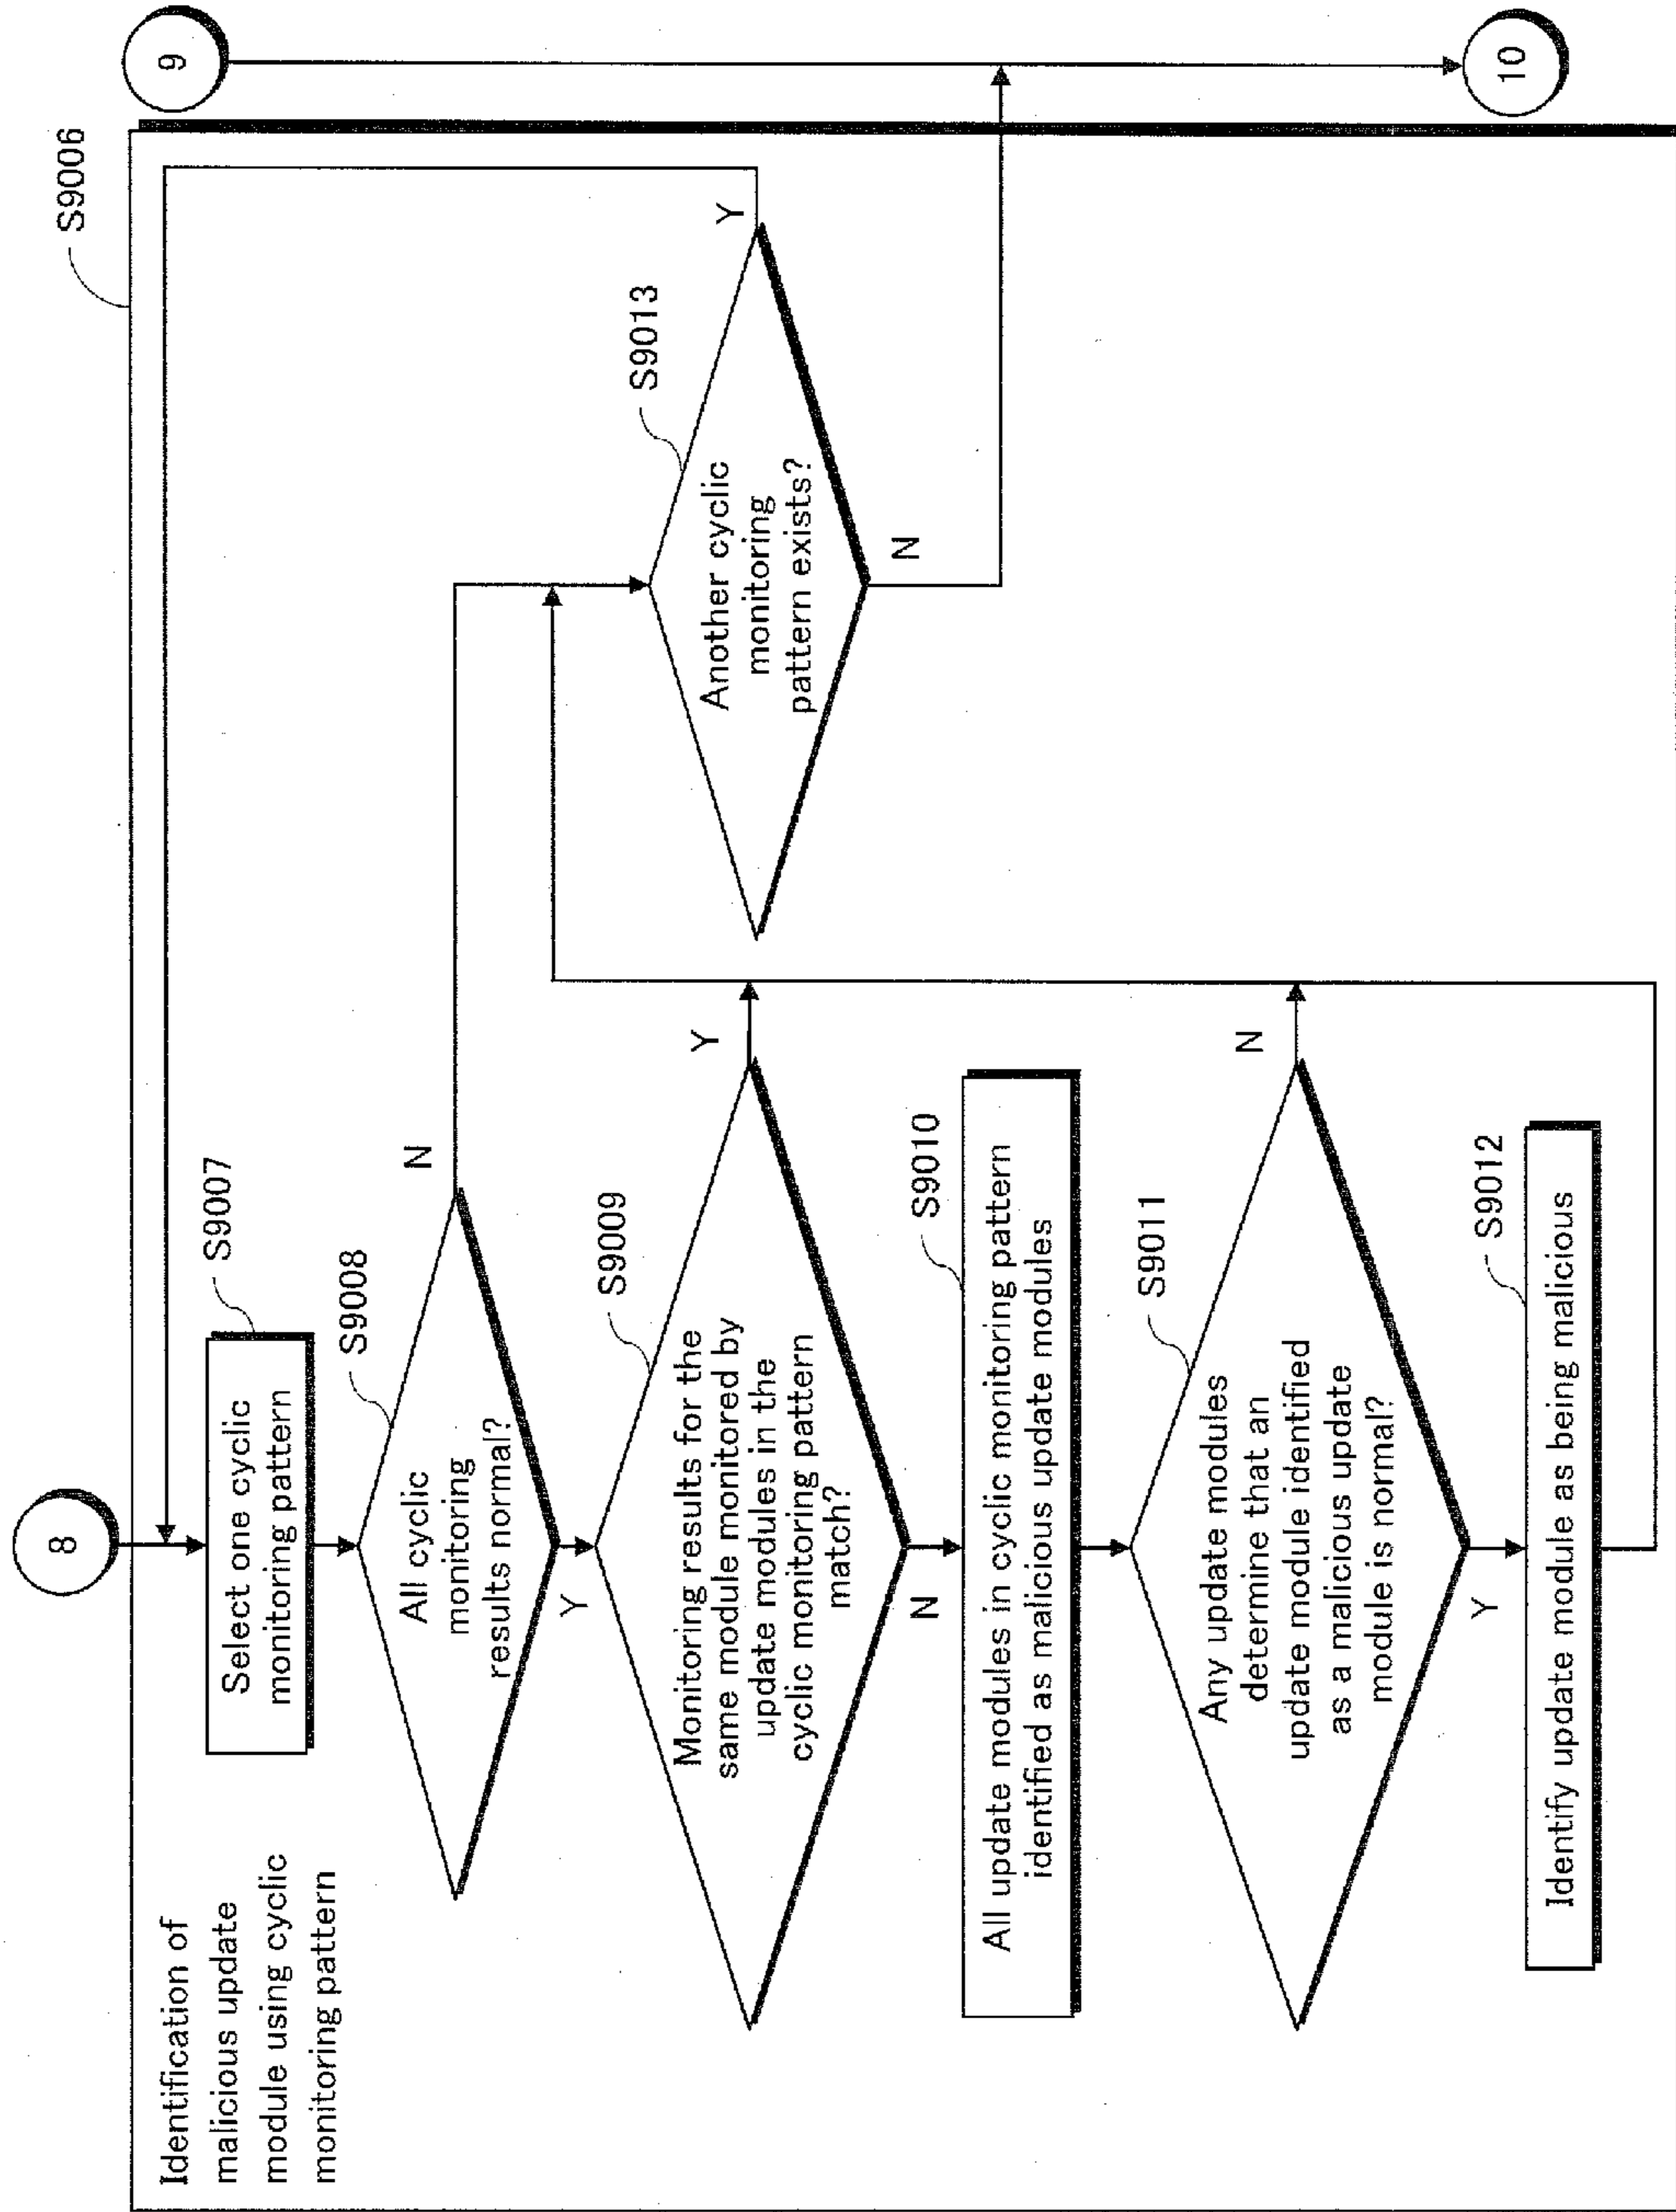 8
9
S9006
Identification of
malicious update
module using cyclic
monitoring pattern
S9007
Select one cyclic
monitoring pattern
S9008
All cyclic
monitoring
results normal?
N
Y
S9009
Monitoring results for the
same module monitored by
update modules in the
cyclic monitoring pattern
match?
Y
N
S9010
All update modules in cyclic monitoring pattern
identified as malicious update modules
S9011
Any update modules
determine that an
update module identified
as a malicious update
module is normal?
N
Y
S9012
Identify update module as being malicious
S9013
Another cyclic
monitoring
pattern exists?
Y
N
10